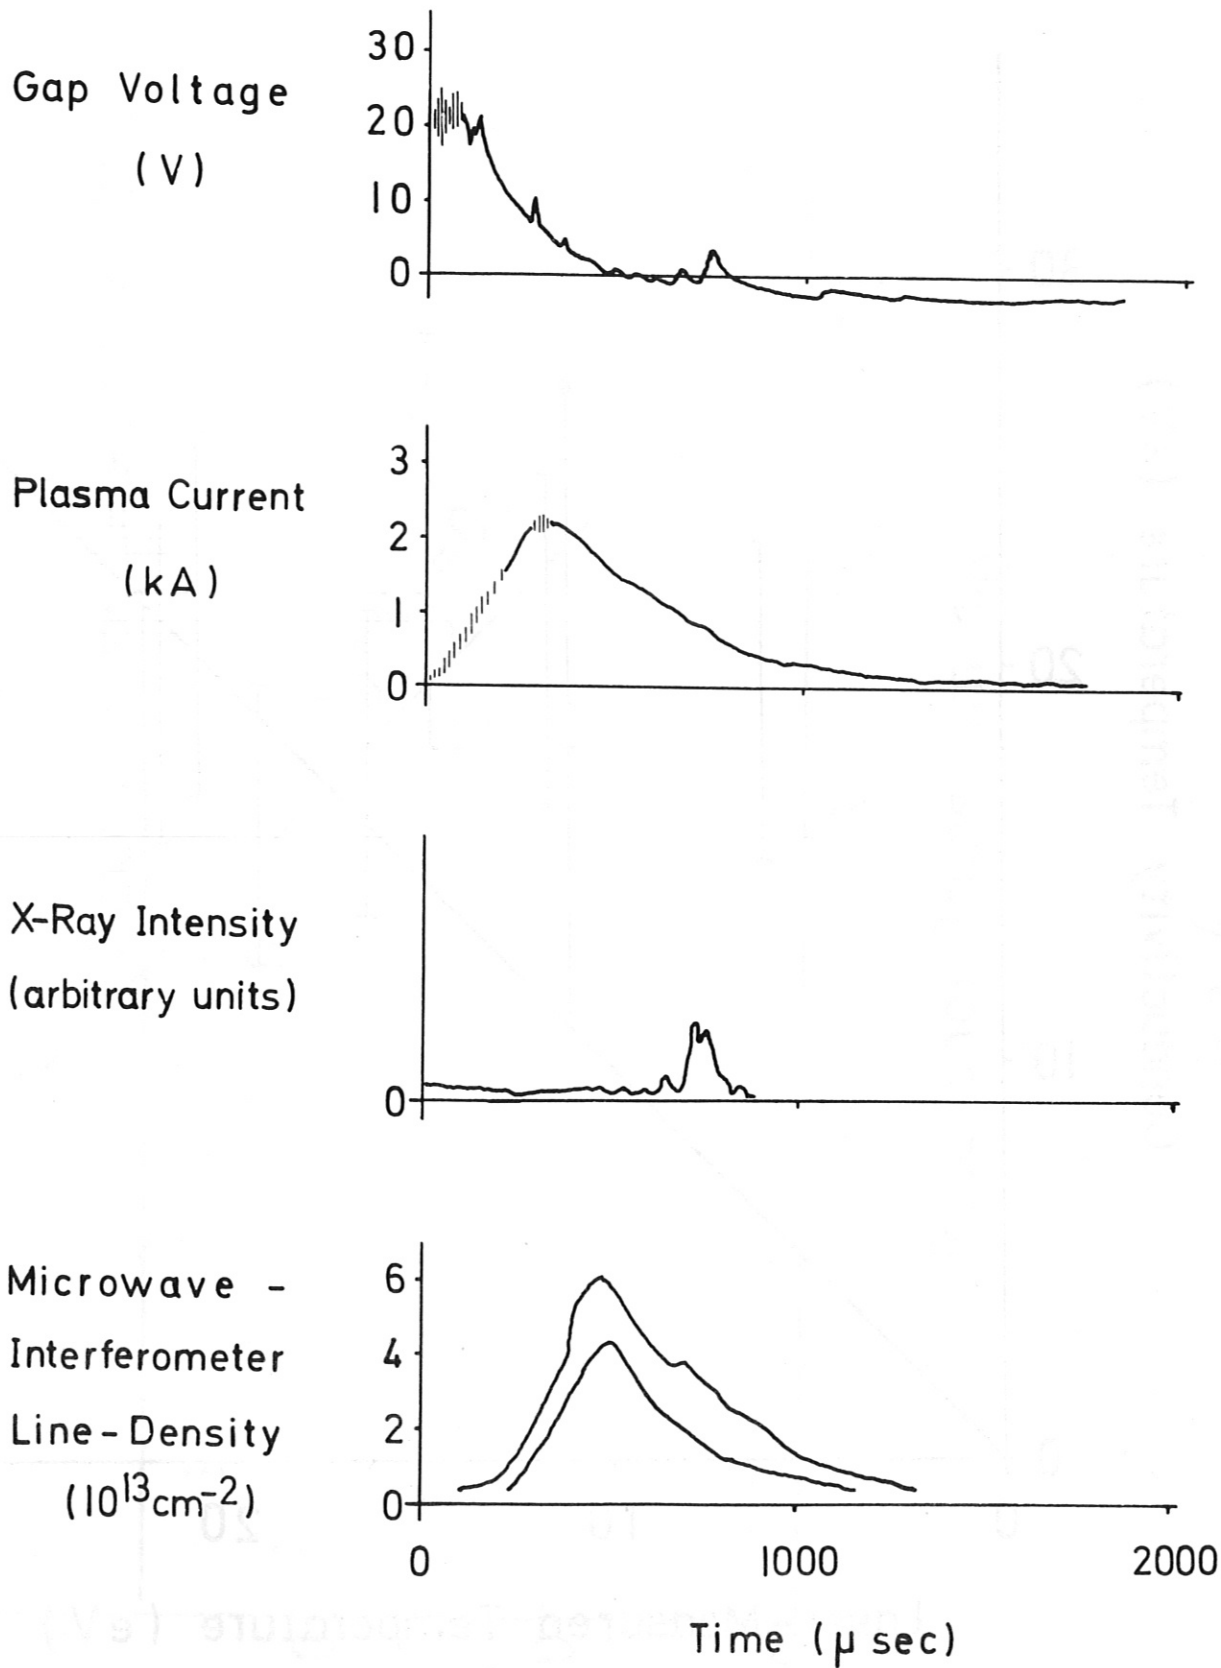 Gap Voltage
(V)
30
20
10
0
Plasma Current
(kA)
3
2
1
0
X-Ray Intensity
(arbitrary units)
0
Microwave -
Interferometer
Line-Density
(10¹³cm⁻²)
6
4
2
0
0 1000 2000
Time (μ sec)